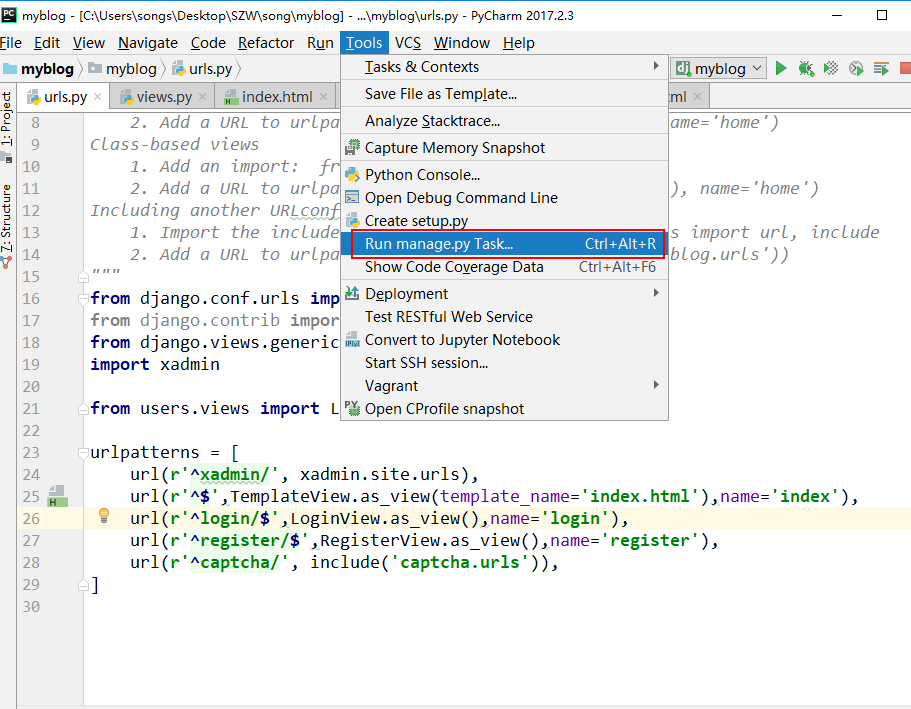 myblog - [C:\Users\songs\Desktop\SZW\song\myblog] - ...\myblog\urls.py - PyCharm 2017.2.3
File Edit View Navigate Code Refactor Run Tools VCS Window Help
myblog myblog urls.py myblog
urls.py views.py index.html ml
1: Project
7: Structure
Tasks & Contexts
Save File as Template...
Analyze Stacktrace...
Capture Memory Snapshot
Python Console...
Open Debug Command Line
Create setup.py
Run manage.py Task... Ctrl+Alt+R
Show Code Coverage Data Ctrl+Alt+F6
Deployment
Test RESTful Web Service
Convert to Jupyter Notebook
Start SSH session...
Vagrant
Open CProfile snapshot
8 2. Add a URL to urlpa ame='home')
9 Class-based views
10 1. Add an import: fr
11 2. Add a URL to urlpa ), name='home')
12 Including another URLconf
13 1. Import the include s import url, include
14 2. Add a URL to urlpa blog.urls'))
15 """
16 from django.conf.urls imp
17 from django.contrib impor
18 from django.views.generic
19 import xadmin
20
21 from users.views import L
22
23 urlpatterns = [
24 url(r'^xadmin/', xadmin.site.urls),
25 url(r'^$',TemplateView.as_view(template_name='index.html'),name='index'),
26 url(r'^login/$',LoginView.as_view(),name='login'),
27 url(r'^register/$',RegisterView.as_view(),name='register'),
28 url(r'^captcha/', include('captcha.urls')),
29 ]
30